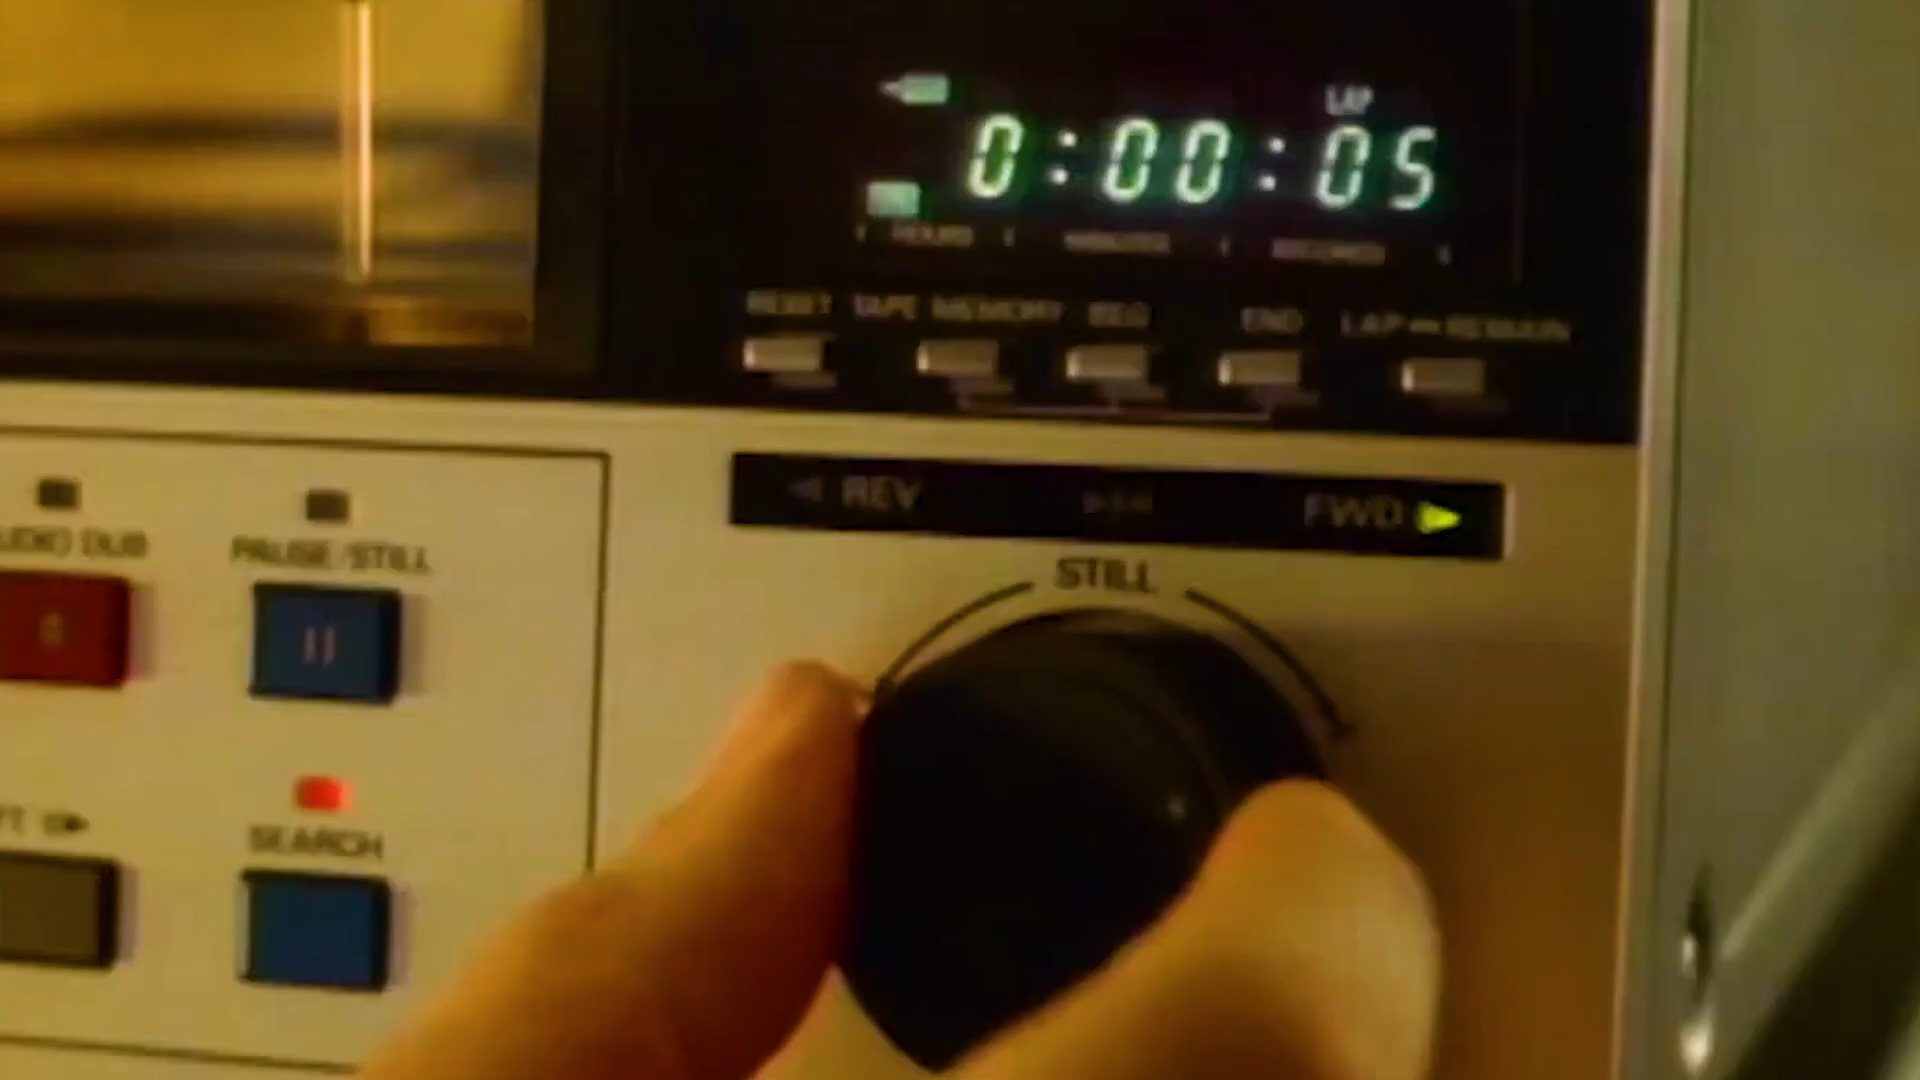 LAP
0:00:05
HOURS MINUTES SECONDS
RESET TAPE MEMORY BEG END LAP REMAIN
◀ REV FWD ▶
STILL
UDIO DUB PAUSE/STILL
SEARCH